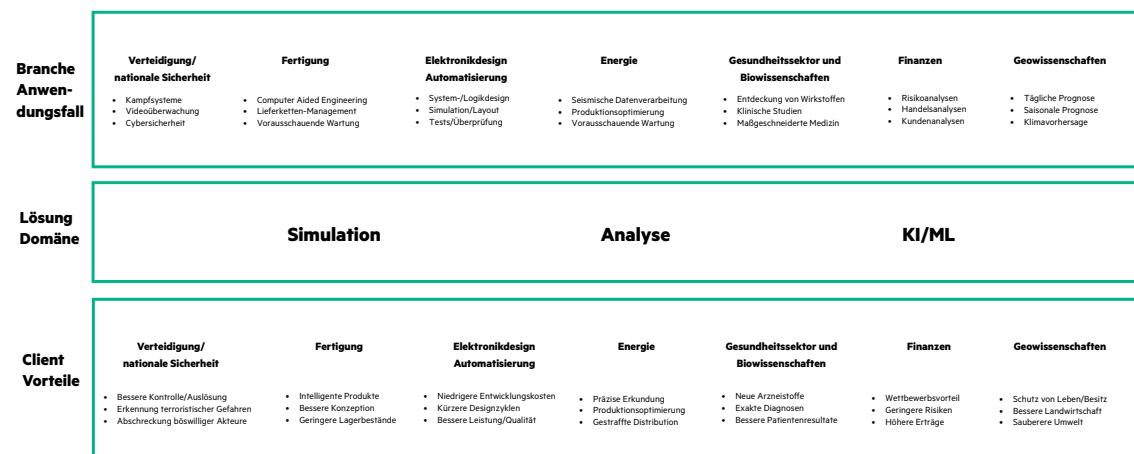 Branche
Anwen-
dungsfall
Verteidigung/
nationale Sicherheit
• Kampfsysteme
• Videoüberwachung
• Cybersicherheit
Fertigung
• Computer Aided Engineering
• Lieferketten-Management
• Vorausschauende Wartung
Elektronikdesign
Automatisierung
• System-/Logikdesign
• Simulation/Layout
• Tests/Überprüfung
Energie
• Seismische Datenverarbeitung
• Produktionsoptimierung
• Vorausschauende Wartung
Gesundheitssektor und
Biowissenschaften
• Entdeckung von Wirkstoffen
• Klinische Studien
• Maßgeschneiderte Medizin
Finanzen
• Risikoanalysen
• Handelsanalysen
• Kundenanalysen
Geowissenschaften
• Tägliche Prognose
• Saisonale Prognose
• Klimavorhersage
Lösung
Domäne
Simulation
Analyse
KI/ML
Client
Vorteile
Verteidigung/
nationale Sicherheit
• Bessere Kontrolle/Auslösung
• Erkennung terroristischer Gefahren
• Abschreckung böswilliger Akteure
Fertigung
• Intelligente Produkte
• Bessere Konzeption
• Geringere Lagerbestände
Elektronikdesign
Automatisierung
• Niedrigere Entwicklungskosten
• Kürzere Designzyklen
• Bessere Leistung/Qualität
Energie
• Präzise Erkundung
• Produktionsoptimierung
• Gestraffte Distribution
Gesundheitssektor und
Biowissenschaften
• Neue Arzneistoffe
• Exakte Diagnosen
• Bessere Patientenresultate
Finanzen
• Wettbewerbsvorteil
• Geringere Risiken
• Höhere Erträge
Geowissenschaften
• Schutz von Leben/Besitz
• Bessere Landwirtschaft
• Sauberere Umwelt